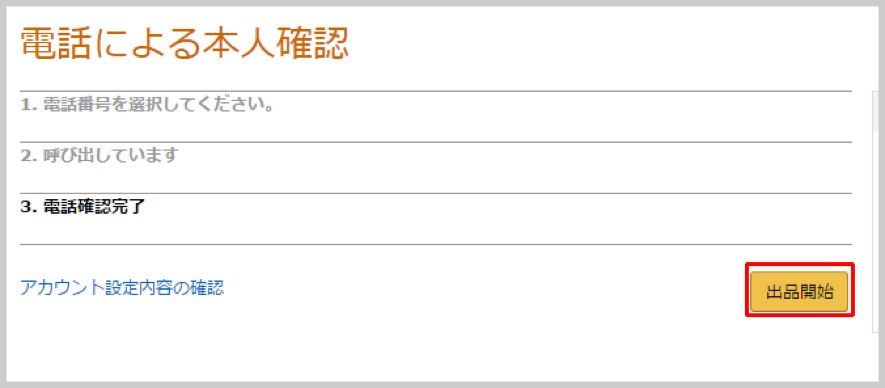 電話による本人確認
1. 電話番号を選択してください。
2. 呼び出しています
3. 電話確認完了
アカウント設定内容の確認
出品開始